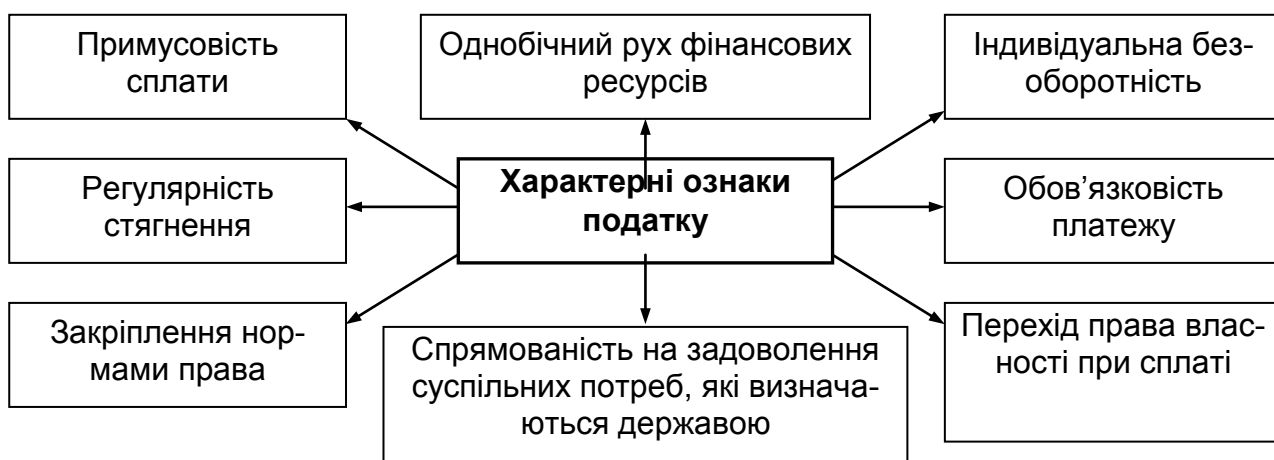 Примусовість
сплати
Однобічний рух фінансових
ресурсів
Індивідуальна без-
оборотність
Регулярність
стягнення
Характерні ознаки
податку
Обов’язковість
платежу
Закріплення нор-
мами права
Спрямованість на задоволення
суспільних потреб, які визнача-
ються державою
Перехід права влас-
ності при сплаті